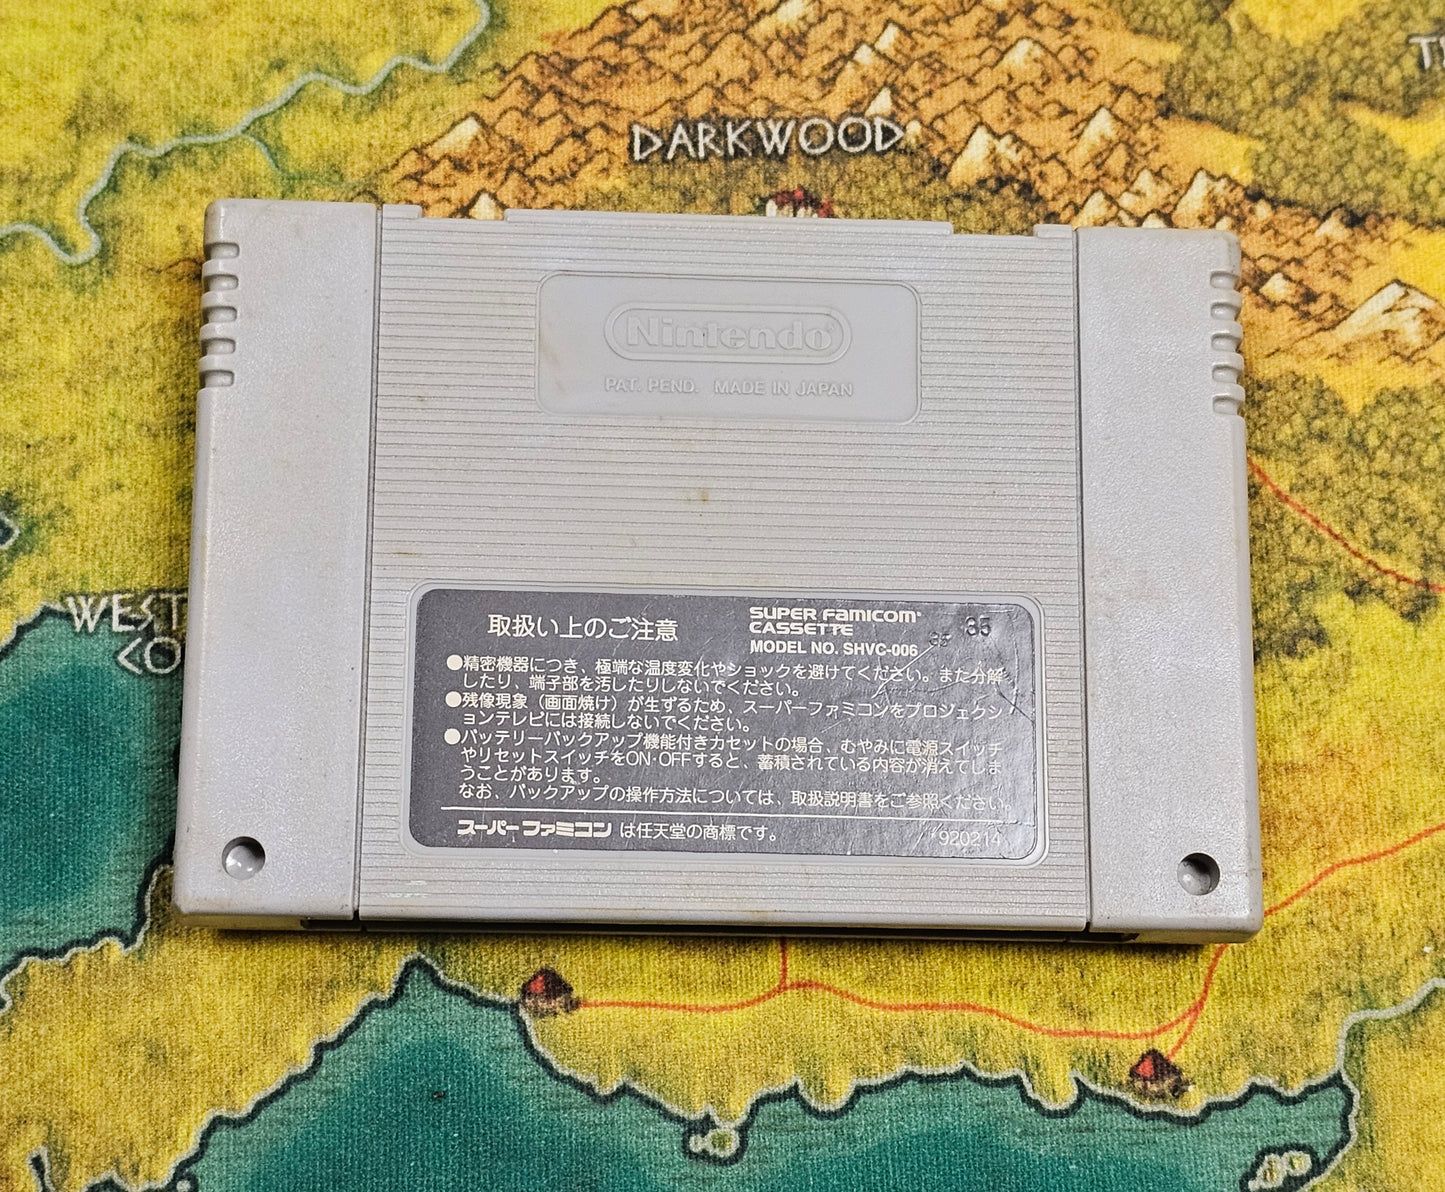 DARKWOOD
Nintendo®
PAT. PEND. MADE IN JAPAN
取扱い上のご注意
SUPER FAMICOM®
CASSETTE
MODEL NO. SHVC-006
35
●精密機器につき、極端な温度変化やショックを避けてください。また分解
したり、端子部を汚したりしないでください。
●残像現象（画面焼け）が生ずるため、スーパーファミコンをプロジェクシ
ョンテレビには接続しないでください。
●バッテリーバックアップ機能付きカセットの場合、むやみに電源スイッチ
やリセットスイッチをON・OFFすると、蓄積されている内容が消えてしま
うことがあります。
なお、バックアップの操作方法については、取扱説明書をご参照ください。
スーパーファミコンは任天堂の商標です。
*920214
WEST